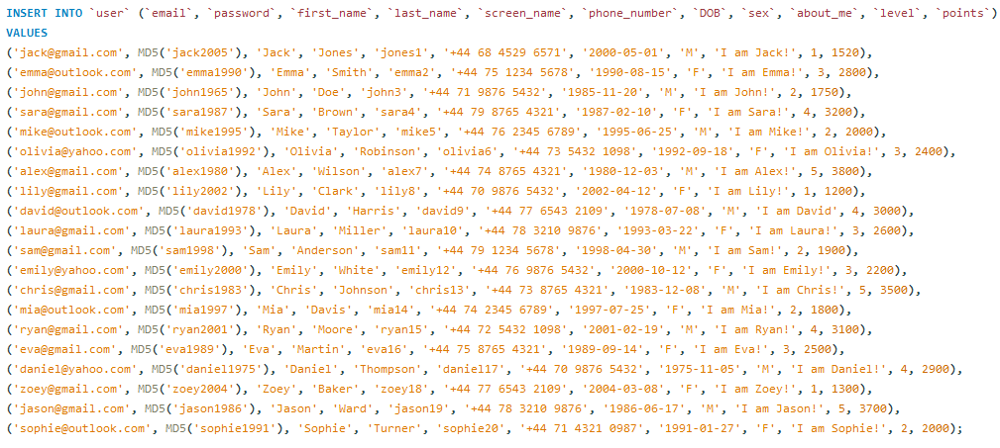 INSERT INTO `user` (`email`, `password`, `first_name`, `last_name`, `screen_name`, `phone_number`, `DOB`, `sex`, `about_me`, `level`, `points`)
VALUES
('jack@gmail.com', MD5('jack2005'), 'Jack', 'Jones', 'jones1', '+44 68 4529 6571', '2000-05-01', 'M', 'I am Jack!', 1, 1520),
('emma@outlook.com', MD5('emma1990'), 'Emma', 'Smith', 'emma2', '+44 75 1234 5678', '1990-08-15', 'F', 'I am Emma!', 3, 2800),
('john@gmail.com', MD5('john1965'), 'John', 'Doe', 'john3', '+44 71 9876 5432', '1985-11-20', 'M', 'I am John!', 2, 1750),
('sara@gmail.com', MD5('sara1987'), 'Sara', 'Brown', 'sara4', '+44 79 8765 4321', '1987-02-10', 'F', 'I am Sara!', 4, 3200),
('mike@outlook.com', MD5('mike1995'), 'Mike', 'Taylor', 'mike5', '+44 76 2345 6789', '1995-06-25', 'M', 'I am Mike!', 2, 2000),
('olivia@yahoo.com', MD5('olivia1992'), 'Olivia', 'Robinson', 'olivia6', '+44 73 5432 1098', '1992-09-18', 'F', 'I am Olivia!', 3, 2400),
('alex@gmail.com', MD5('alex1980'), 'Alex', 'Wilson', 'alex7', '+44 74 8765 4321', '1980-12-03', 'M', 'I am Alex!', 5, 3800),
('lily@gmail.com', MD5('lily2002'), 'Lily', 'Clark', 'lily8', '+44 70 9876 5432', '2002-04-12', 'F', 'I am Lily!', 1, 1200),
('david@outlook.com', MD5('david1978'), 'David', 'Harris', 'david9', '+44 77 6543 2109', '1978-07-08', 'M', 'I am David', 4, 3000),
('laura@gmail.com', MD5('laura1993'), 'Laura', 'Miller', 'laura10', '+44 78 3210 9876', '1993-03-22', 'F', 'I am Laura!', 3, 2600),
('sam@gmail.com', MD5('sam1998'), 'Sam', 'Anderson', 'sam11', '+44 79 1234 5678', '1998-04-30', 'M', 'I am Sam!', 2, 1900),
('emily@yahoo.com', MD5('emily2000'), 'Emily', 'White', 'emily12', '+44 76 9876 5432', '2000-10-12', 'F', 'I am Emily!', 3, 2200),
('chris@gmail.com', MD5('chris1983'), 'Chris', 'Johnson', 'chris13', '+44 73 8765 4321', '1983-12-08', 'M', 'I am Chris!', 5, 3500),
('mia@outlook.com', MD5('mia1997'), 'Mia', 'Davis', 'mia14', '+44 74 2345 6789', '1997-07-25', 'F', 'I am Mia!', 2, 1800),
('ryan@gmail.com', MD5('ryan2001'), 'Ryan', 'Moore', 'ryan15', '+44 72 5432 1098', '2001-02-19', 'M', 'I am Ryan!', 4, 3100),
('eva@gmail.com', MD5('eva1989'), 'Eva', 'Martin', 'eva16', '+44 75 8765 4321', '1989-09-14', 'F', 'I am Eva!', 3, 2500),
('daniel@yahoo.com', MD5('daniel1975'), 'Daniel', 'Thompson', 'daniel17', '+44 70 9876 5432', '1975-11-05', 'M', 'I am Daniel!', 4, 2900),
('zoey@gmail.com', MD5('zoey2004'), 'Zoey', 'Baker', 'zoey18', '+44 77 6543 2109', '2004-03-08', 'F', 'I am Zoey!', 1, 1300),
('jason@gmail.com', MD5('jason1986'), 'Jason', 'Ward', 'jason19', '+44 78 3210 9876', '1986-06-17', 'M', 'I am Jason!', 5, 3700),
('sophie@outlook.com', MD5('sophie1991'), 'Sophie', 'Turner', 'sophie20', '+44 71 4321 0987', '1991-01-27', 'F', 'I am Sophie!', 2, 2000);